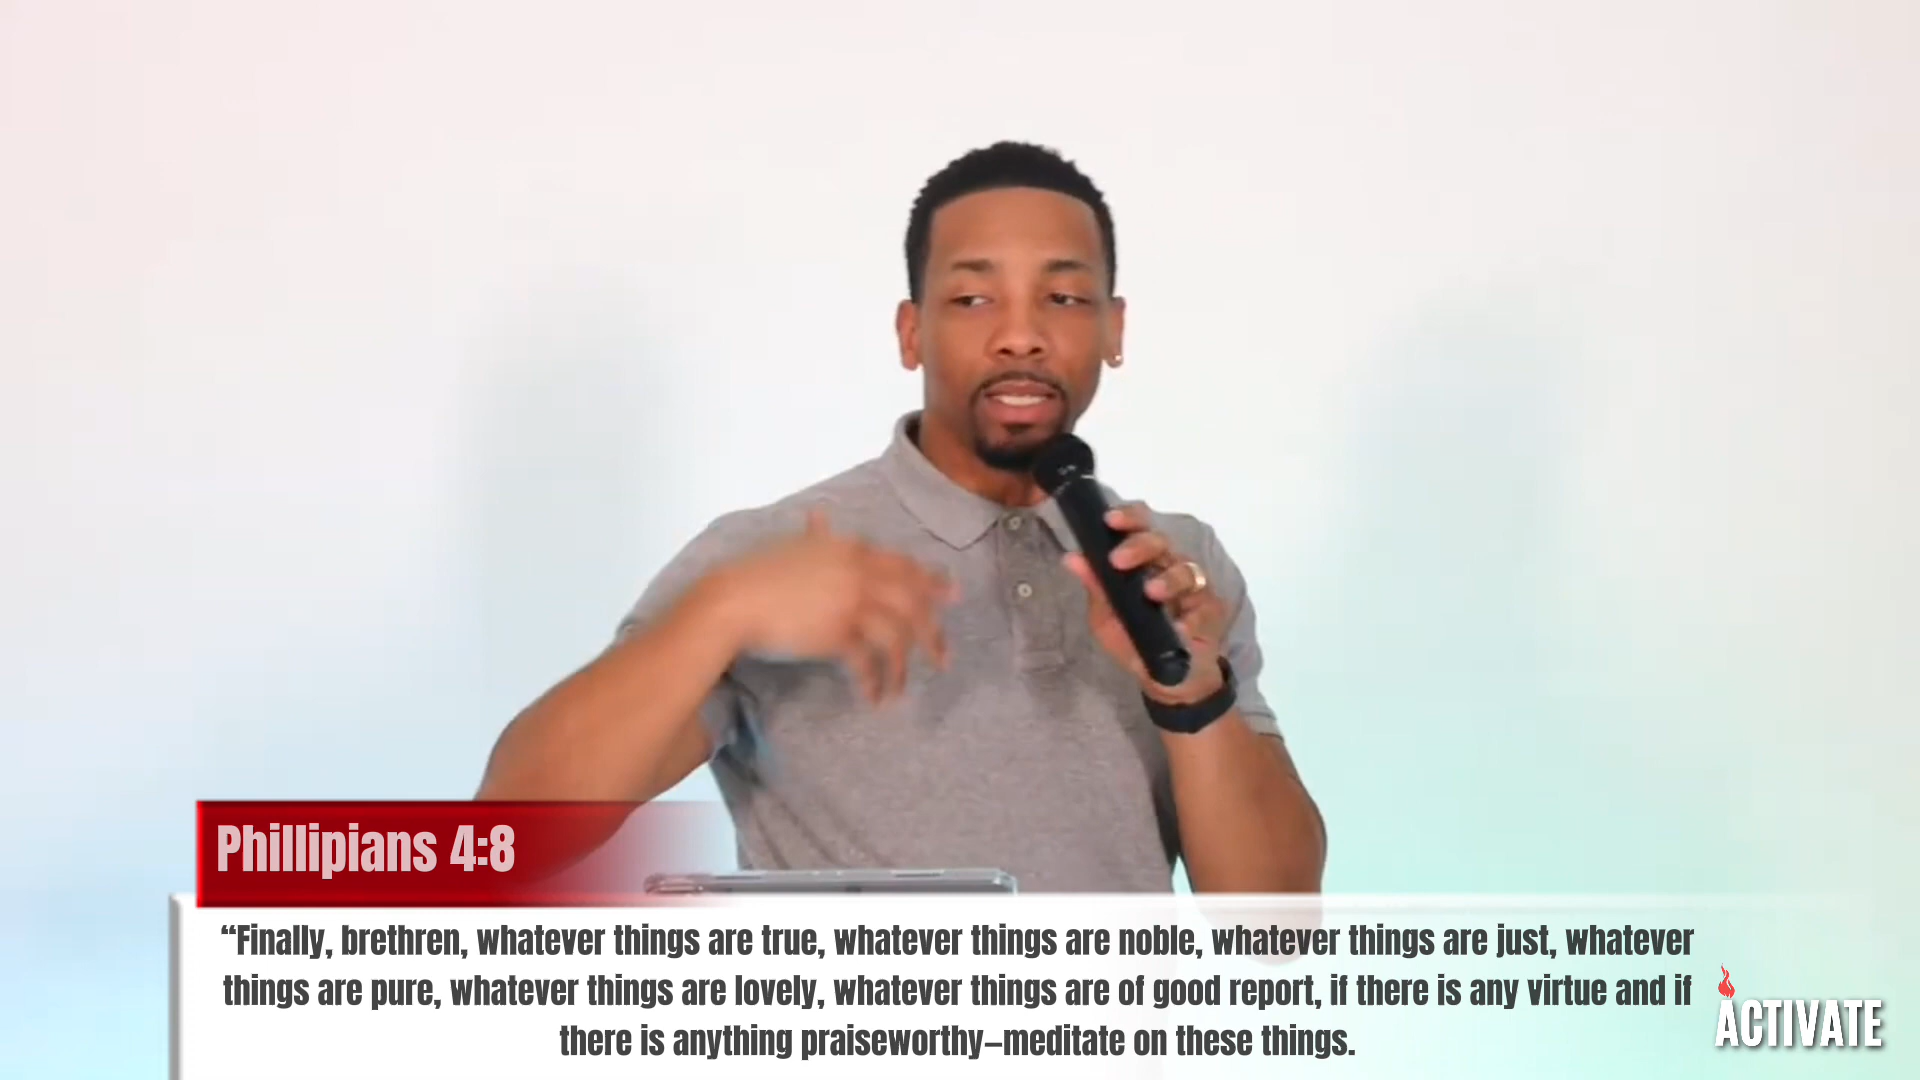 Phillipians 4:8
“Finally, brethren, whatever things are true, whatever things are noble, whatever things are just, whatever
things are pure, whatever things are lovely, whatever things are of good report, if there is any virtue and if
there is anything praiseworthy—meditate on these things.
ACTIVATE